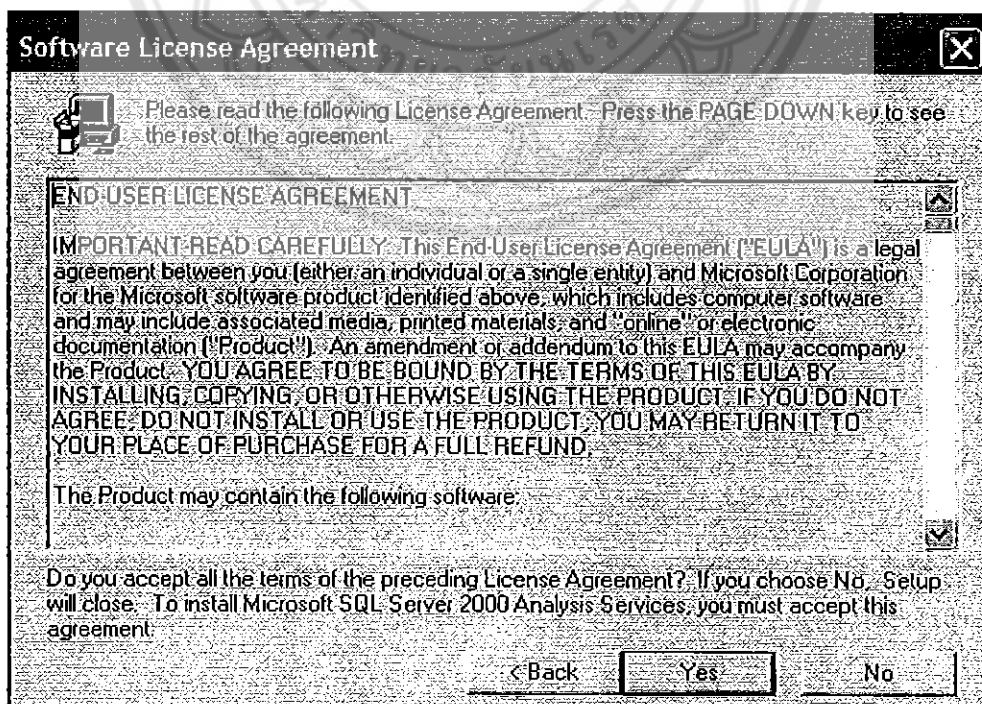 Software License Agreement
Please read the following License Agreement. Press the PAGE DOWN key to see
the rest of the agreement.
END-USER LICENSE AGREEMENT
IMPORTANT-READ CAREFULLY: This End-User License Agreement ("EULA") is a legal
agreement between you (either an individual or a single entity) and Microsoft Corporation
for the Microsoft software product identified above, which includes computer software
and may include associated media, printed materials, and "online" or electronic
documentation ("Product"). An amendment or addendum to this EULA may accompany
the Product. YOU AGREE TO BE BOUND BY THE TERMS OF THIS EULA BY
INSTALLING, COPYING, OR OTHERWISE USING THE PRODUCT. IF YOU DO NOT
AGREE, DO NOT INSTALL OR USE THE PRODUCT; YOU MAY RETURN IT TO
YOUR PLACE OF PURCHASE FOR A FULL REFUND.
The Product may contain the following software:
Do you accept all the terms of the preceding License Agreement? If you choose No, Setup
will close. To install Microsoft SQL Server 2000 Analysis Services, you must accept this
agreement.
< Back
Yes
No